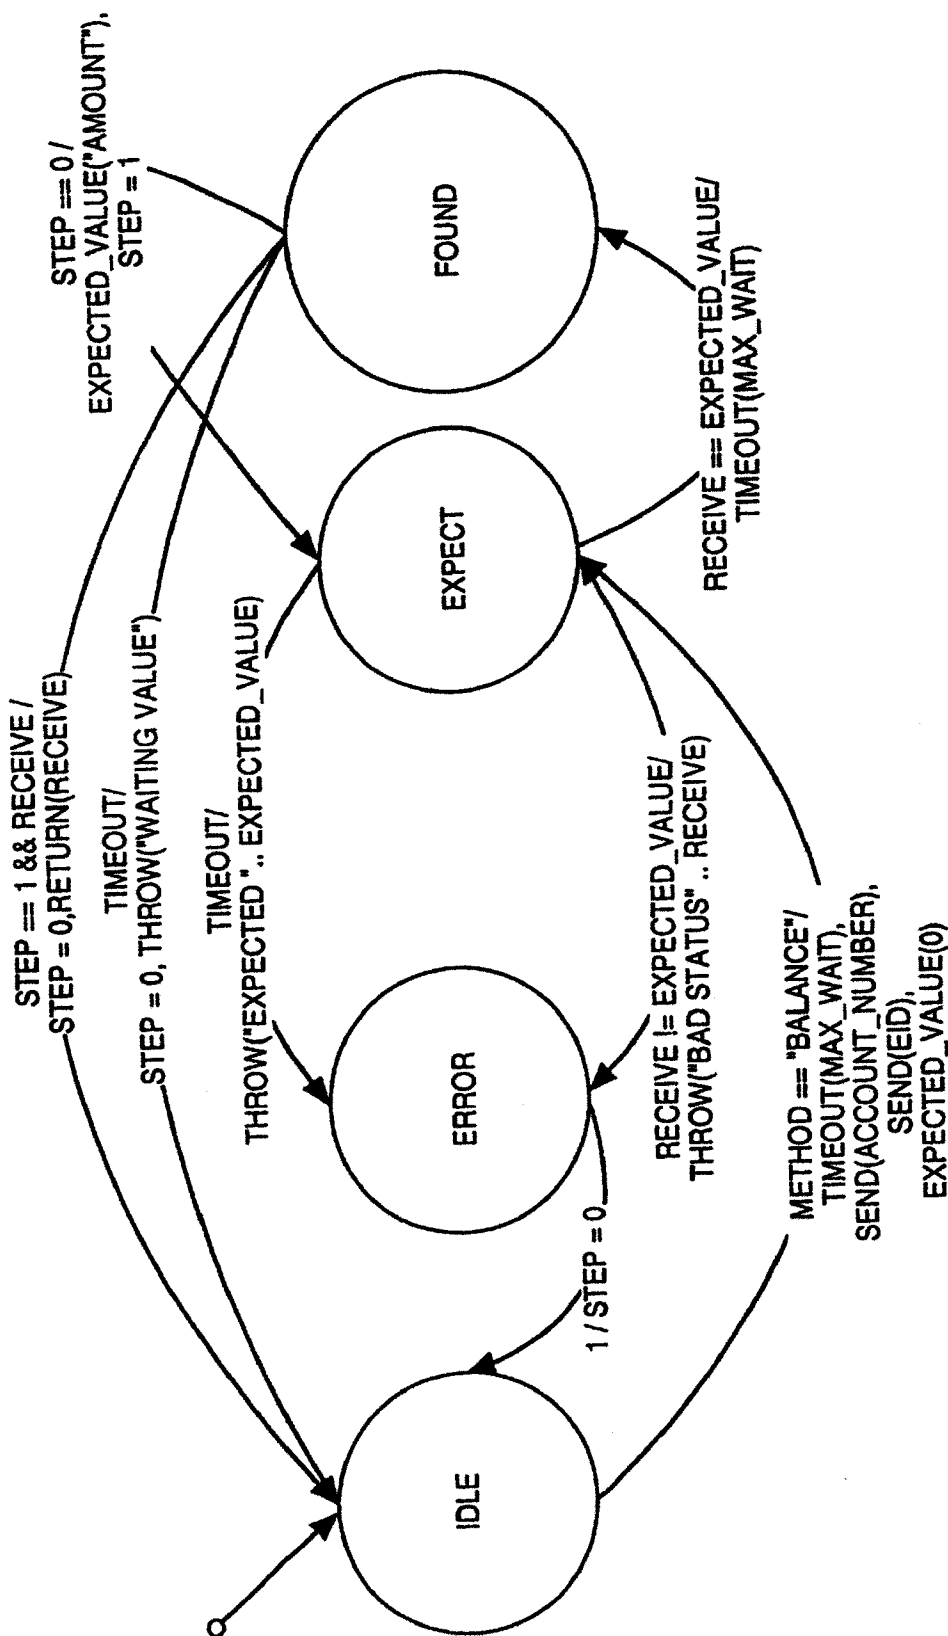 STEP == 1 && RECEIVE /
STEP = 0,RETURN(RECEIVE)
TIMEOUT/
STEP = 0, THROW("WAITING VALUE")
STEP == 0 /
EXPECTED_VALUE("AMOUNT"),
STEP = 1
TIMEOUT/
THROW("EXPECTED ".. EXPECTED_VALUE)
IDLE
ERROR
EXPECT
FOUND
1 / STEP = 0
RECEIVE != EXPECTED_VALUE/
THROW("BAD STATUS" .. RECEIVE)
RECEIVE == EXPECTED_VALUE/
TIMEOUT(MAX_WAIT)
METHOD == "BALANCE"/
TIMEOUT(MAX_WAIT),
SEND(ACCOUNT_NUMBER),
SEND(EID),
EXPECTED_VALUE(0)